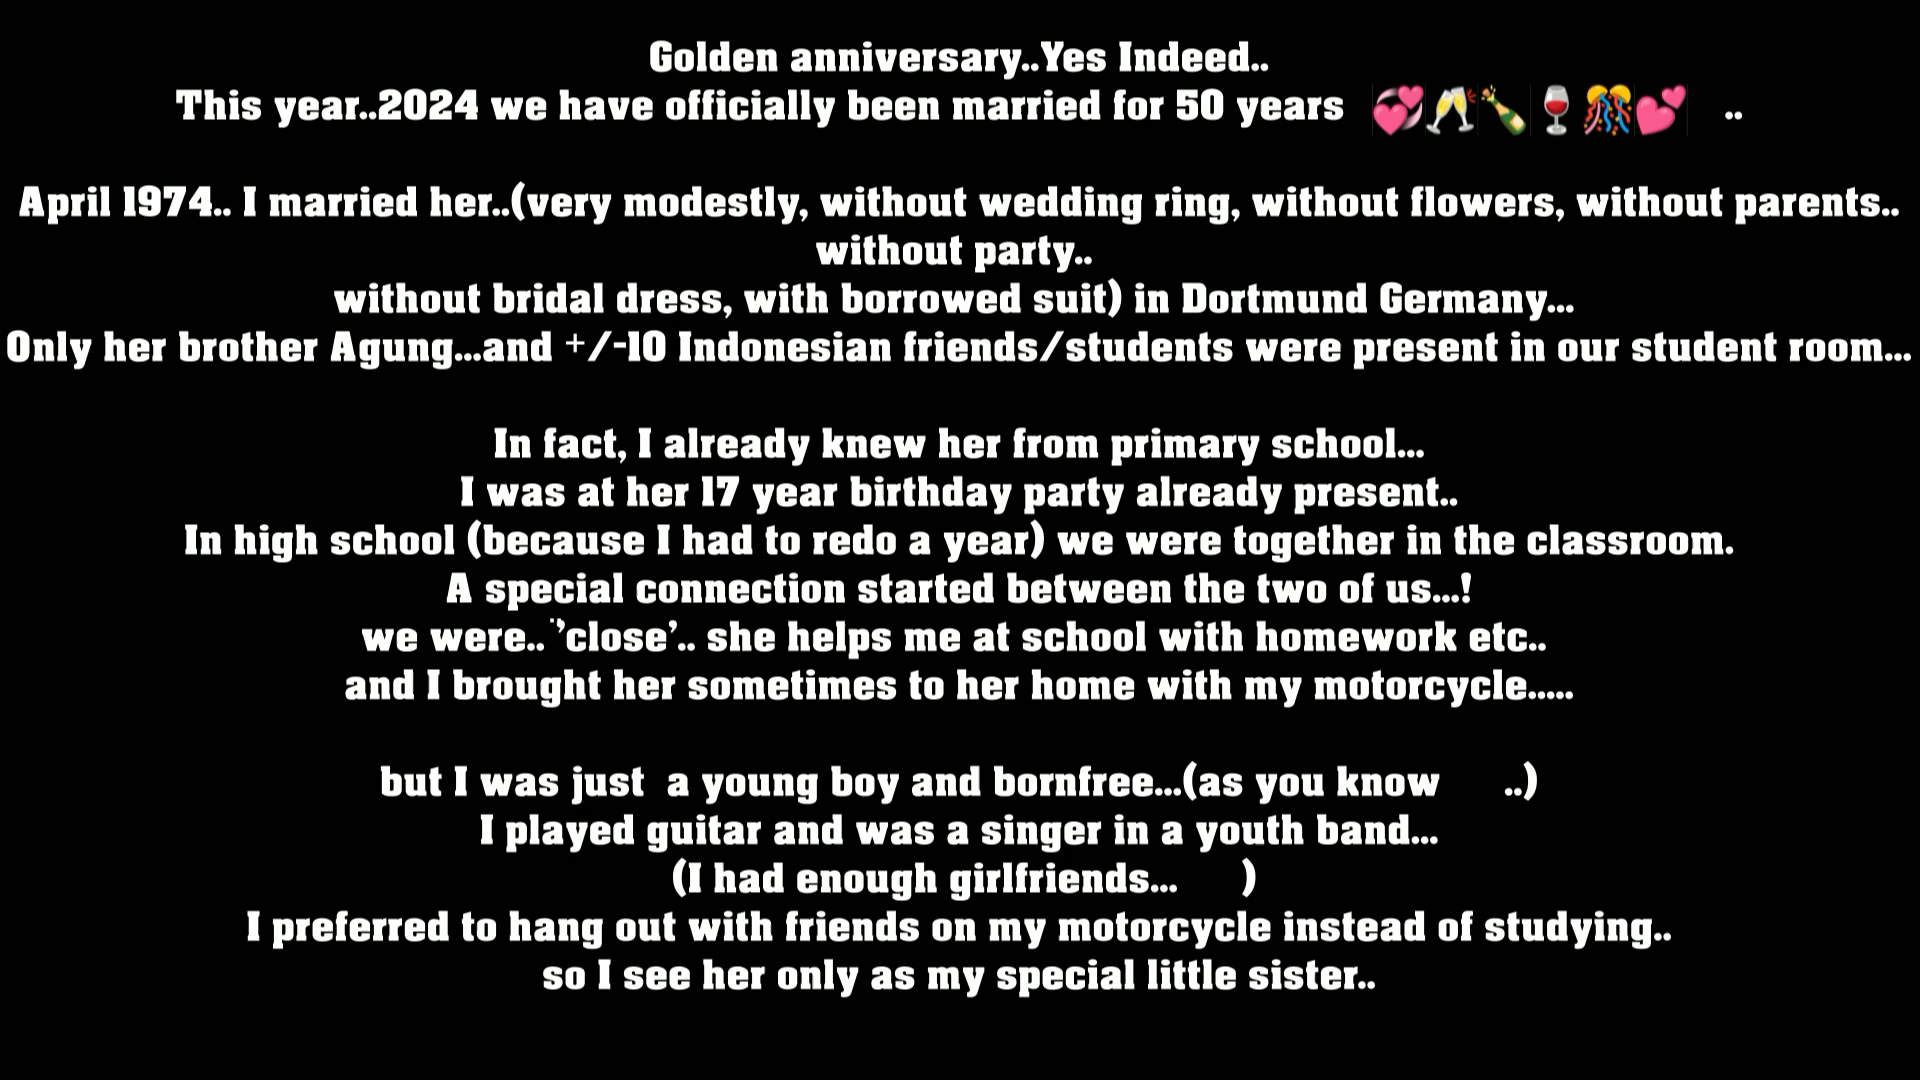 Golden anniversary..Yes Indeed..
This year..2024 we have officially been married for 50 years 💞🥂🍾🍷🎊💕 ..
April 1974.. I married her..(very modestly, without wedding ring, without flowers, without parents..
without party..
without bridal dress, with borrowed suit) in Dortmund Germany...
Only her brother Agung...and +/-10 Indonesian friends/students were present in our student room...
In fact, I already knew her from primary school...
I was at her 17 year birthday party already present..
In high school (because I had to redo a year) we were together in the classroom.
A special connection started between the two of us...!
we were.. ¨’close’.. she helps me at school with homework etc..
and I brought her sometimes to her home with my motorcycle.....
but I was just a young boy and bornfree...(as you know ..)
I played guitar and was a singer in a youth band...
(I had enough girlfriends... )
I preferred to hang out with friends on my motorcycle instead of studying..
so I see her only as my special little sister..